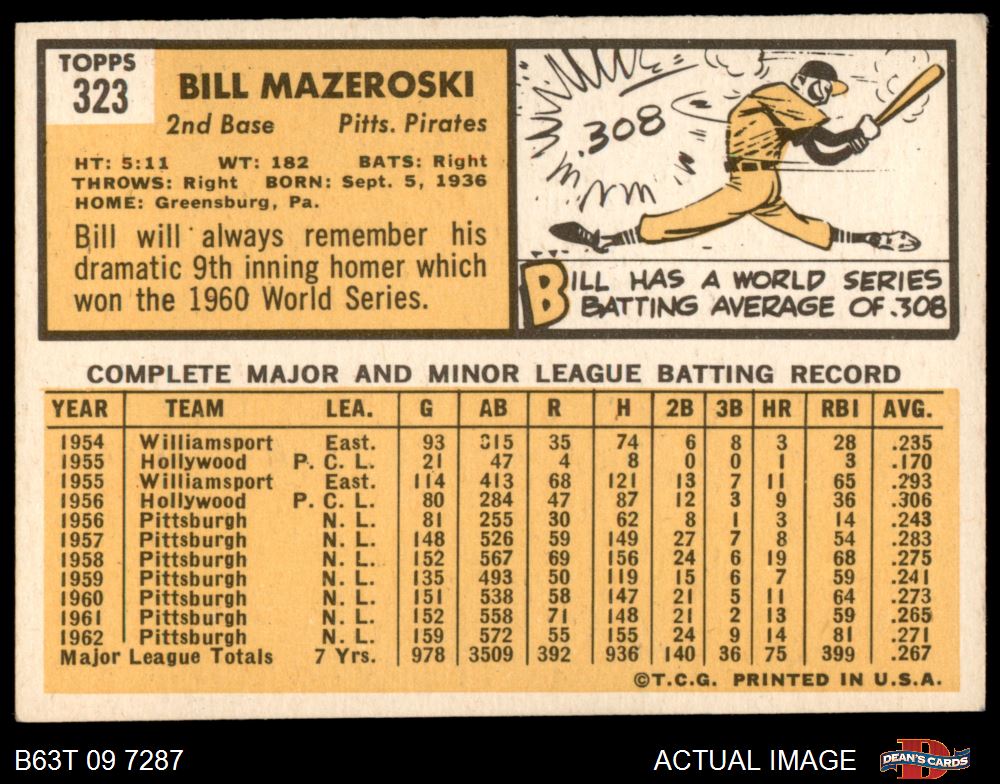 TOPPS
323
BILL MAZEROSKI
2nd Base Pitts. Pirates
HT: 5:11 WT: 182 BATS: Right
THROWS: Right BORN: Sept. 5, 1936
HOME: Greensburg, Pa.
Bill will always remember his
dramatic 9th inning homer which
won the 1960 World Series.
.308
BILL HAS A WORLD SERIES
BATTING AVERAGE OF .308
COMPLETE MAJOR AND MINOR LEAGUE BATTING RECORD
YEAR TEAM LEA. G AB R H 2B 3B HR RBI AVG.
1954 Williamsport East. 93 315 35 74 6 8 3 28 .235
1955 Hollywood P. C. L. 21 47 4 8 0 0 1 3 .170
1955 Williamsport East. 114 413 68 121 13 7 11 65 .293
1956 Hollywood P. C. L. 80 284 47 87 12 3 9 36 .306
1956 Pittsburgh N. L. 81 255 30 62 8 1 3 14 .243
1957 Pittsburgh N. L. 148 526 59 149 27 7 8 54 .283
1958 Pittsburgh N. L. 152 567 69 156 24 6 19 68 .275
1959 Pittsburgh N. L. 135 493 50 119 15 6 7 59 .241
1960 Pittsburgh N. L. 151 538 58 147 21 5 11 64 .273
1961 Pittsburgh N. L. 152 558 71 148 21 2 13 59 .265
1962 Pittsburgh N. L. 159 572 55 155 24 9 14 81 .271
Major League Totals 7 Yrs. 978 3509 392 936 140 36 75 399 .267
©T.C.G. PRINTED IN U.S.A.
B63T 09 7287 ACTUAL IMAGE DEAN'S CARDS